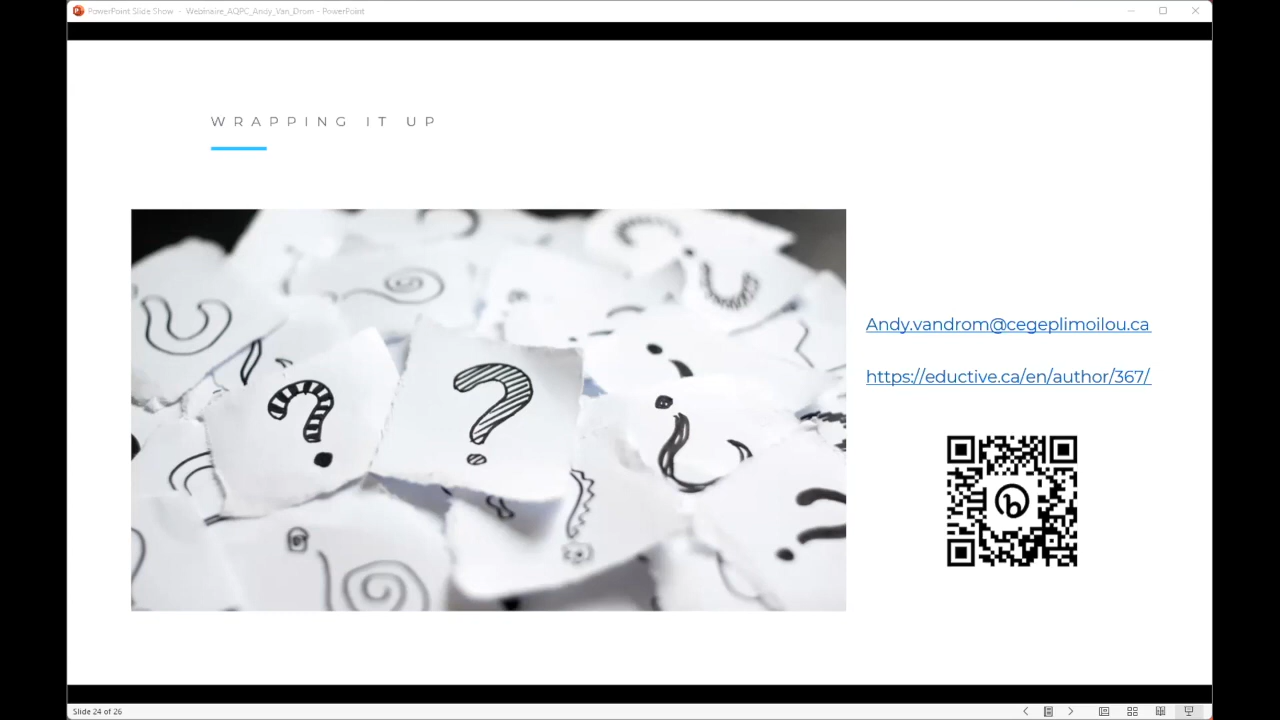 PowerPoint Slide Show - Webinaire_AQPC_Andy_Van_Drom - PowerPoint
WRAPPING IT UP
Andy.vandrom@cegeplimoilou.ca
https://eductive.ca/en/author/367/
Slide 24 of 26